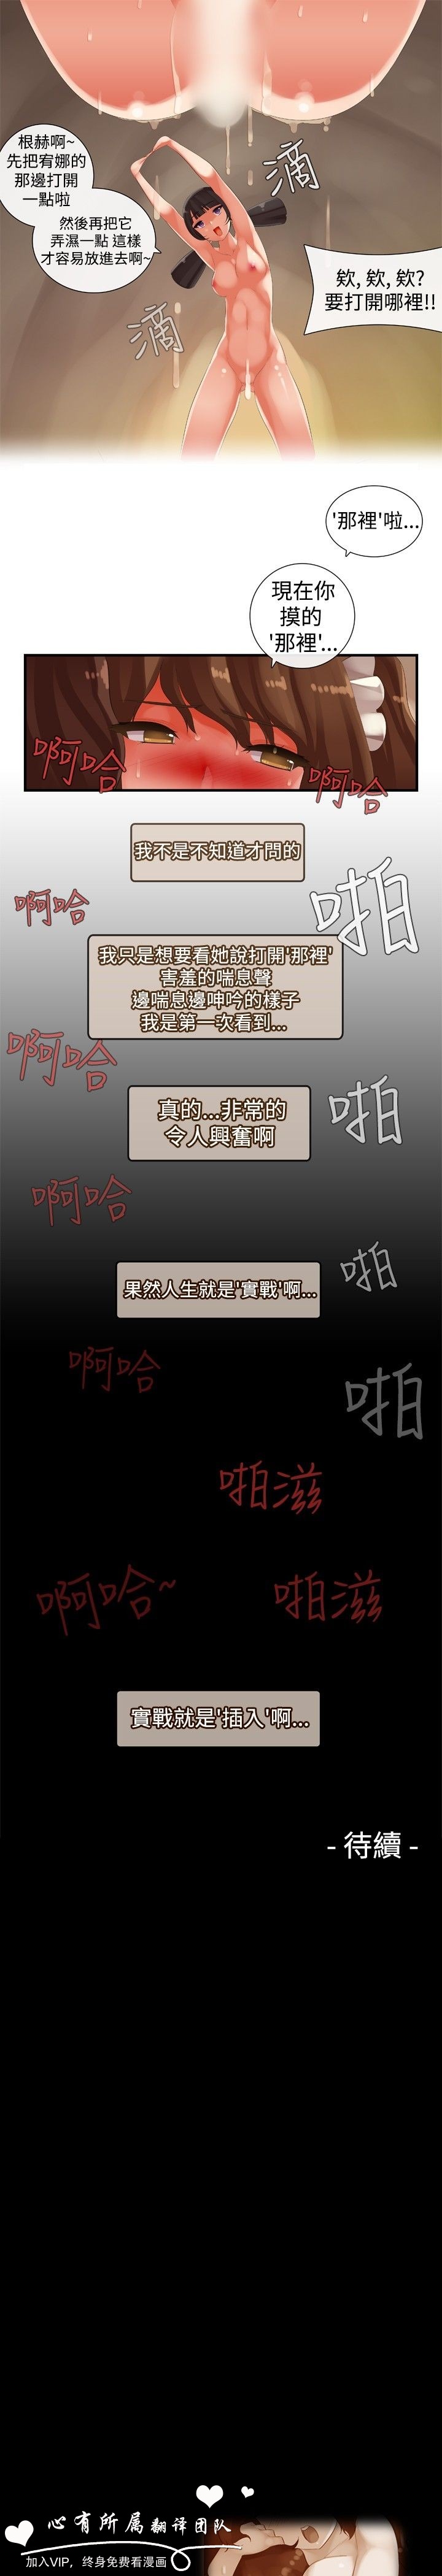 根赫啊~
先把宥娜的
那邊打開
一點啦
然後再把它
弄濕一點 這樣
才容易放進去啊~
滴
欸, 欸, 欸?
要打開哪裡!!
滴
'那裡'啦...
現在你
摸的
'那裡'...
啊哈
啊哈
我不是不知道才問的
啪
啊哈
我只是想要看她說打開'那裡'
害羞的喘息聲
邊喘息邊呻吟的樣子
我是第一次看到...
啊哈
真的...非常的
令人興奮啊
啪
啊哈
啪
果然人生就是'實戰'啊...
啊哈
啪
啪滋
啊哈~
啪滋
實戰就是'插入'啊...
- 待續 -
心有所属翻译团队
加入VIP，终身免费看漫画